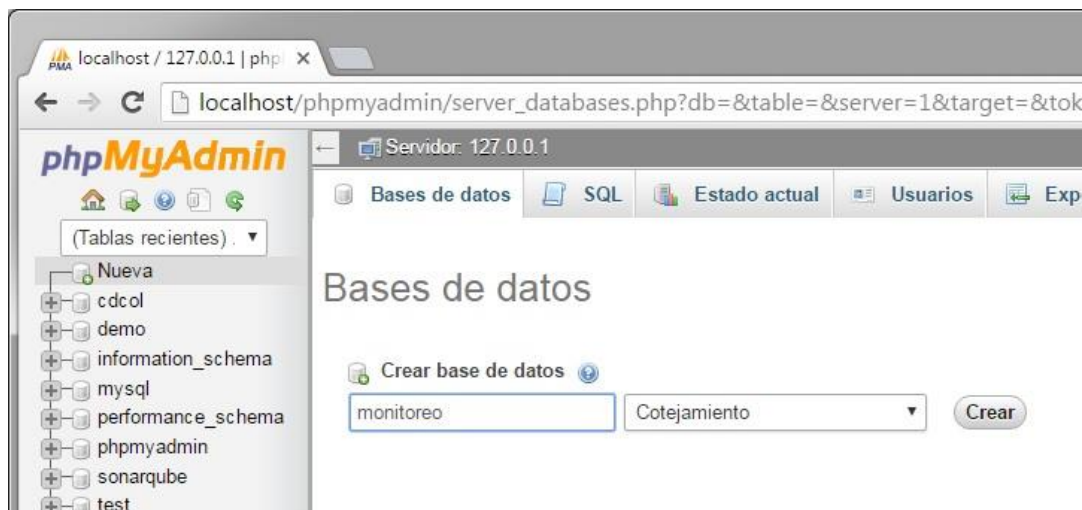 PMA localhost / 127.0.0.1 | php
localhost/phpmyadmin/server_databases.php?db=&table=&server=1&target=&tok
phpMyAdmin
(Tablas recientes) .
Nueva
cdcol
demo
information_schema
mysql
performance_schema
phpmyadmin
sonarqube
test
Servidor: 127.0.0.1
Bases de datos SQL Estado actual Usuarios Exp
Bases de datos
Crear base de datos
monitoreo Cotejamiento Crear